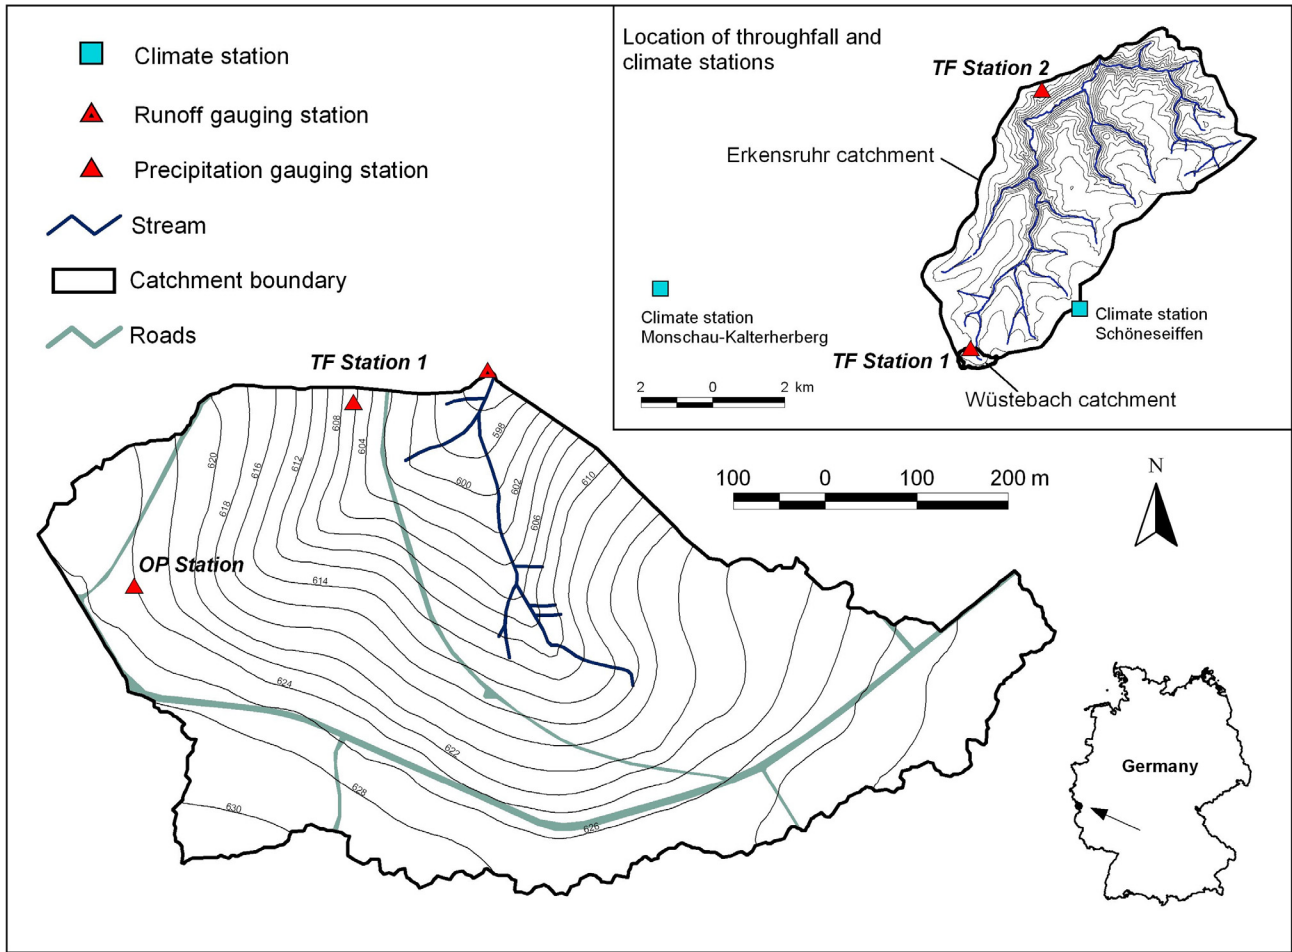 Climate station
Runoff gauging station
Precipitation gauging station
Stream
Catchment boundary
Roads
Location of throughfall and
climate stations
TF Station 2
Erkensruhr catchment
Climate station
Monschau-Kalterherberg
Climate station
Schöneseiffen
TF Station 1
Wüstebach catchment
2 0 2 km
TF Station 1
OP Station
620
618
616
612
608
604
598
600
602
606
610
614
624
622
628
630
626
100 0 100 200 m
N
Germany